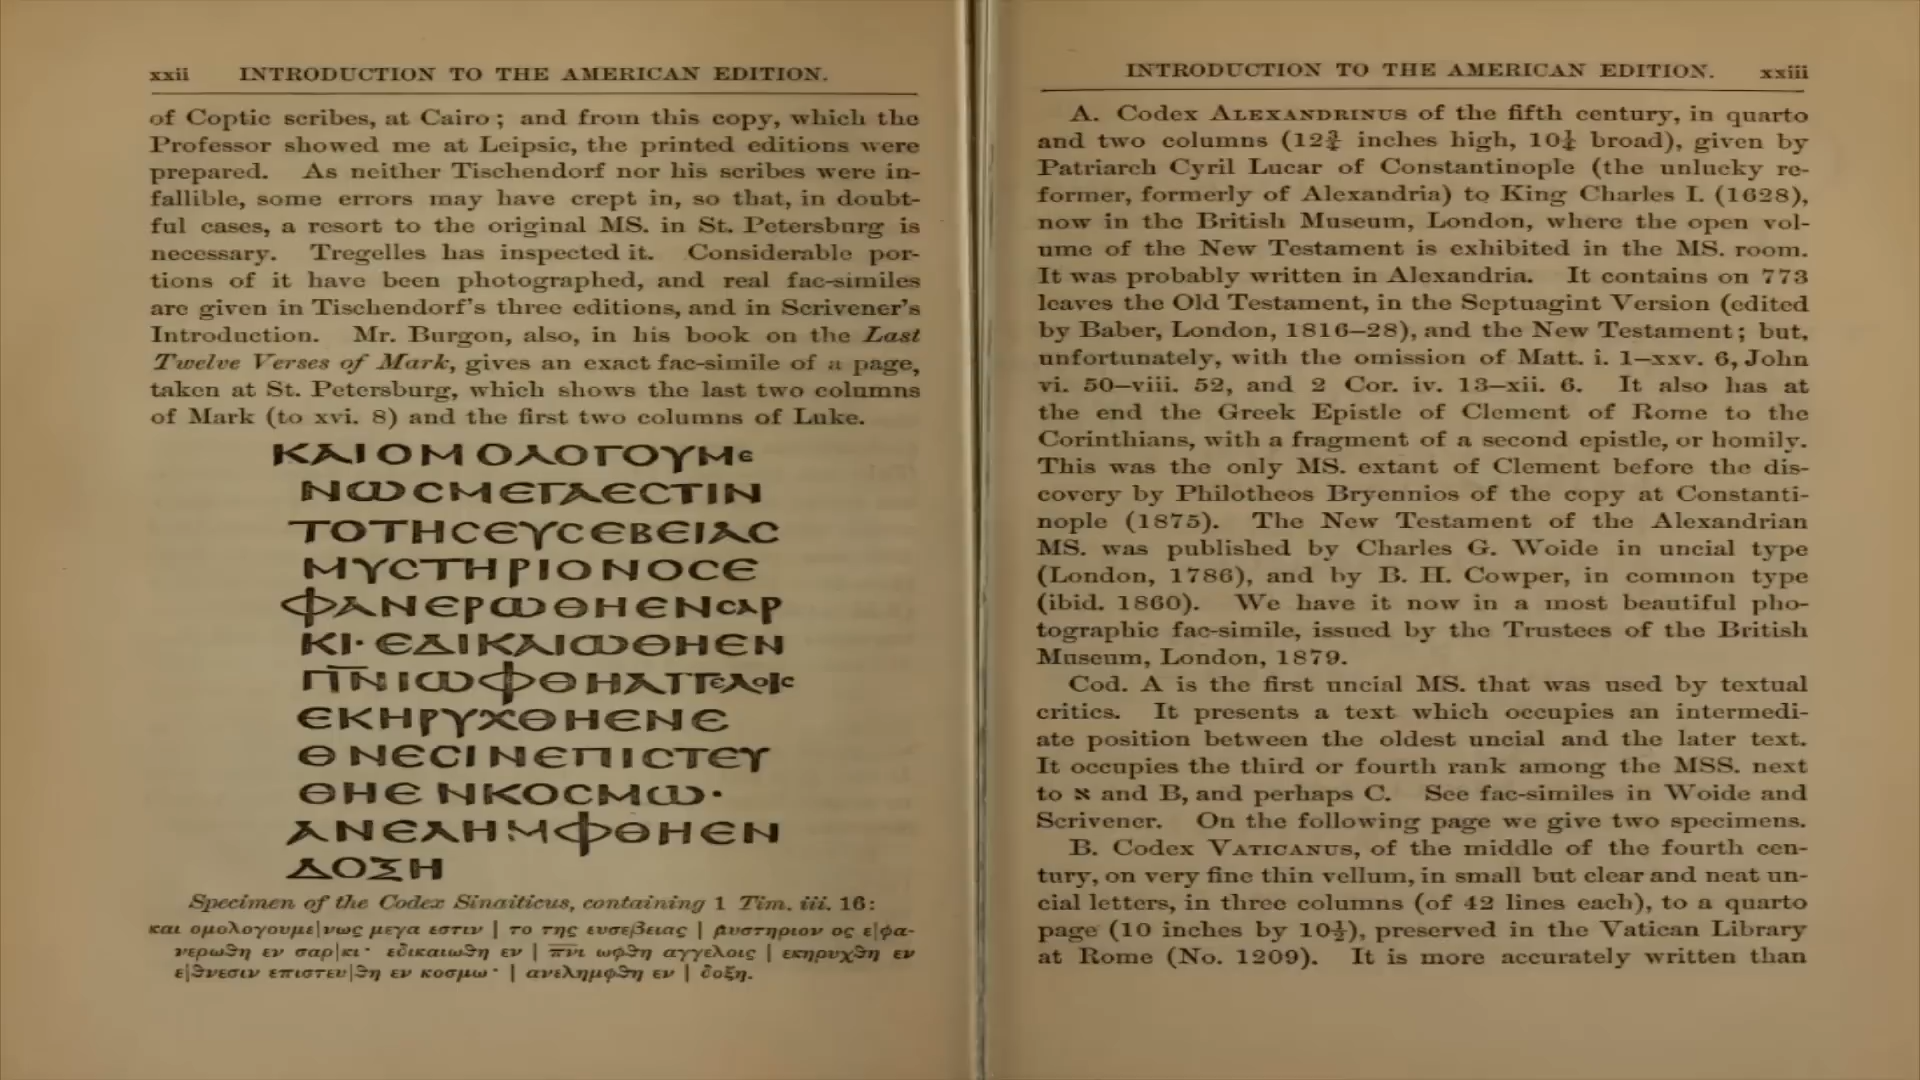 xxii INTRODUCTION TO THE AMERICAN EDITION.
of Coptic scribes, at Cairo; and from this copy, which the
Professor showed me at Leipsic, the printed editions were
prepared. As neither Tischendorf nor his scribes were in-
fallible, some errors may have crept in, so that, in doubt-
ful cases, a resort to the original MS. in St. Petersburg is
necessary. Tregelles has inspected it. Considerable por-
tions of it have been photographed, and real fac-similes
are given in Tischendorf's three editions, and in Scrivener's
Introduction. Mr. Burgon, also, in his book on the Last
Twelve Verses of Mark, gives an exact fac-simile of a page,
taken at St. Petersburg, which shows the last two columns
of Mark (to xvi. 8) and the first two columns of Luke.
ΚΑΙΟΜΟΛΟΓΟΥΜΕ
ΝΩϹΜΕΓΑΕϹΤΙΝ
ΤΟΤΗϹΕΥϹΕΒΕΙΑϹ
ΜΥϹΤΗΡΙΟΝΟϹΕ
ΦΑΝΕΡΩΘΗΕΝϹΑΡ
ΚΙ·ΕΔΙΚΑΙΩΘΗΕΝ
Π̅Ν̅ΙΩΦΘΗΑΓΓΕΛΟΙϹ
ΕΚΗΡΥΧΘΗΕΝΕ
ΘΝΕϹΙΝΕΠΙϹΤΕΥ
ΘΗΕΝΚΟϹΜΩ·
ΑΝΕΛΗΜΦΘΗΕΝ
ΔΟΞΗ
Specimen of the Codex Sinaiticus, containing 1 Tim. iii. 16:
και ομολογουμε|νως μεγα εστιν | το της ευσεβειας | μυστηριον ος ε|φα-
νερωθη εν σαρ|κι· εδικαιωθη εν | π̅ν̅ι ωφθη αγγελοις | εκηρυχθη εν
ε|θνεσιν επιστευ|θη εν κοσμω· | ανελημφθη εν | δοξη.
INTRODUCTION TO THE AMERICAN EDITION. xxiii
A. Codex ALEXANDRINUS of the fifth century, in quarto
and two columns (12¾ inches high, 10¼ broad), given by
Patriarch Cyril Lucar of Constantinople (the unlucky re-
former, formerly of Alexandria) to King Charles I. (1628),
now in the British Museum, London, where the open vol-
ume of the New Testament is exhibited in the MS. room.
It was probably written in Alexandria. It contains on 773
leaves the Old Testament, in the Septuagint Version (edited
by Baber, London, 1816–28), and the New Testament; but,
unfortunately, with the omission of Matt. i. 1–xxv. 6, John
vi. 50–viii. 52, and 2 Cor. iv. 13–xii. 6. It also has at
the end the Greek Epistle of Clement of Rome to the
Corinthians, with a fragment of a second epistle, or homily.
This was the only MS. extant of Clement before the dis-
covery by Philotheos Bryennios of the copy at Constanti-
nople (1875). The New Testament of the Alexandrian
MS. was published by Charles G. Woide in uncial type
(London, 1786), and by B. H. Cowper, in common type
(ibid. 1860). We have it now in a most beautiful pho-
tographic fac-simile, issued by the Trustees of the British
Museum, London, 1879.
Cod. A is the first uncial MS. that was used by textual
critics. It presents a text which occupies an intermedi-
ate position between the oldest uncial and the later text.
It occupies the third or fourth rank among the MSS. next
to א and B, and perhaps C. See fac-similes in Woide and
Scrivener. On the following page we give two specimens.
B. Codex VATICANUS, of the middle of the fourth cen-
tury, on very fine thin vellum, in small but clear and neat un-
cial letters, in three columns (of 42 lines each), to a quarto
page (10 inches by 10½), preserved in the Vatican Library
at Rome (No. 1209). It is more accurately written than